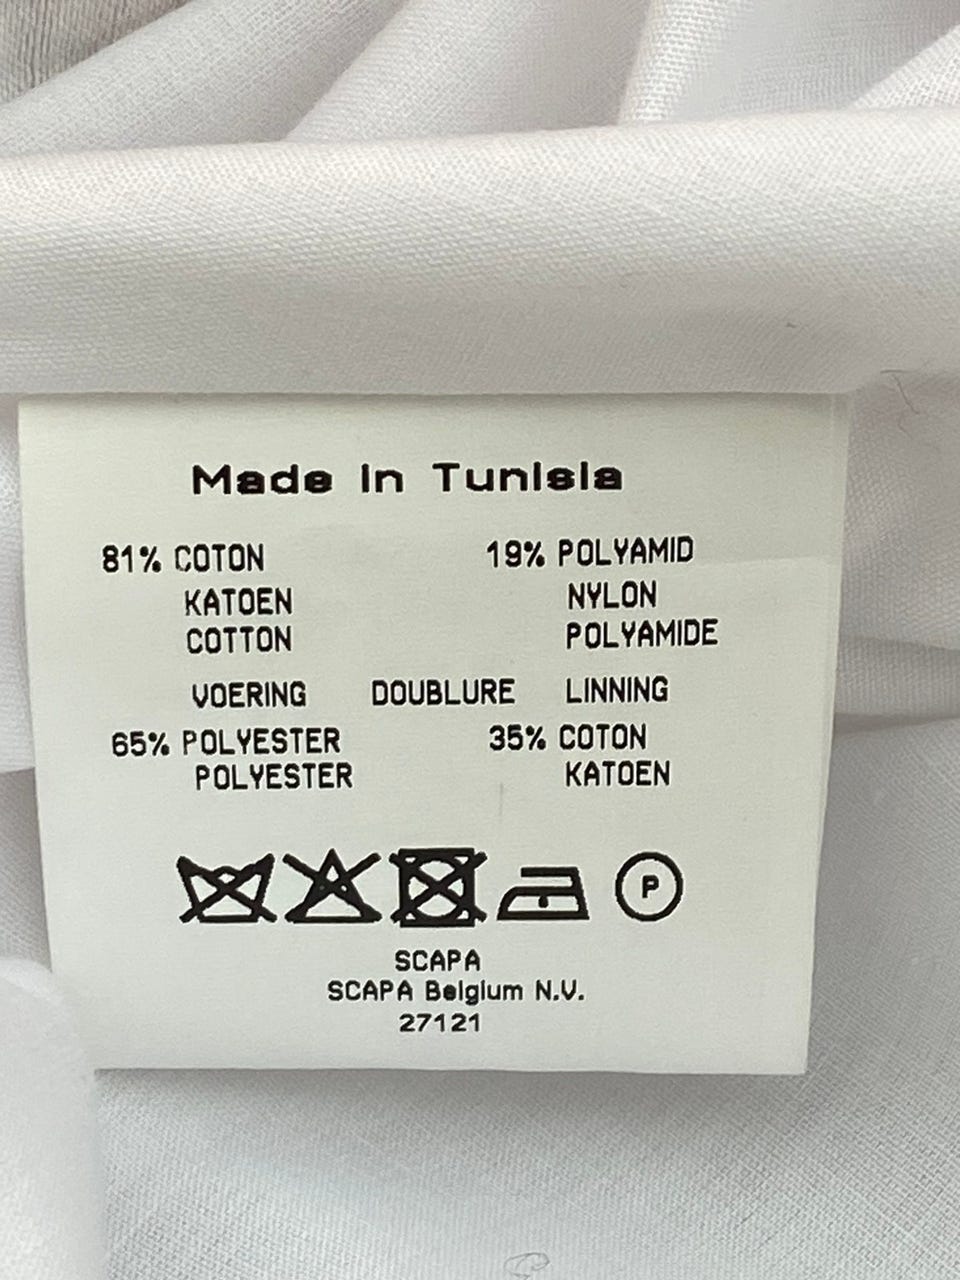 Made in Tunisia
81% COTON 19% POLYAMID
KATOEN NYLON
COTTON POLYAMIDE
VOERING DOUBLURE LINNING
65% POLYESTER 35% COTON
POLYESTER KATOEN
P
SCAPA
SCAPA Belgium N.V.
27121